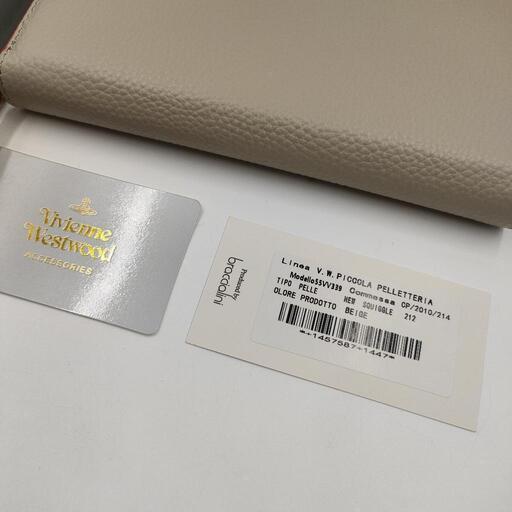 Vivienne
Westwood
ACCESSORIES
Produced by
braccialini
Linea V.W.PICCOLA PELLETTERIA
Modello55VV339 Commessa CP/2010/214
TIPO PELLE NEW SQUIGGLE 212
OLORE PRODOTTO BEIGE
*+1457587+1447*